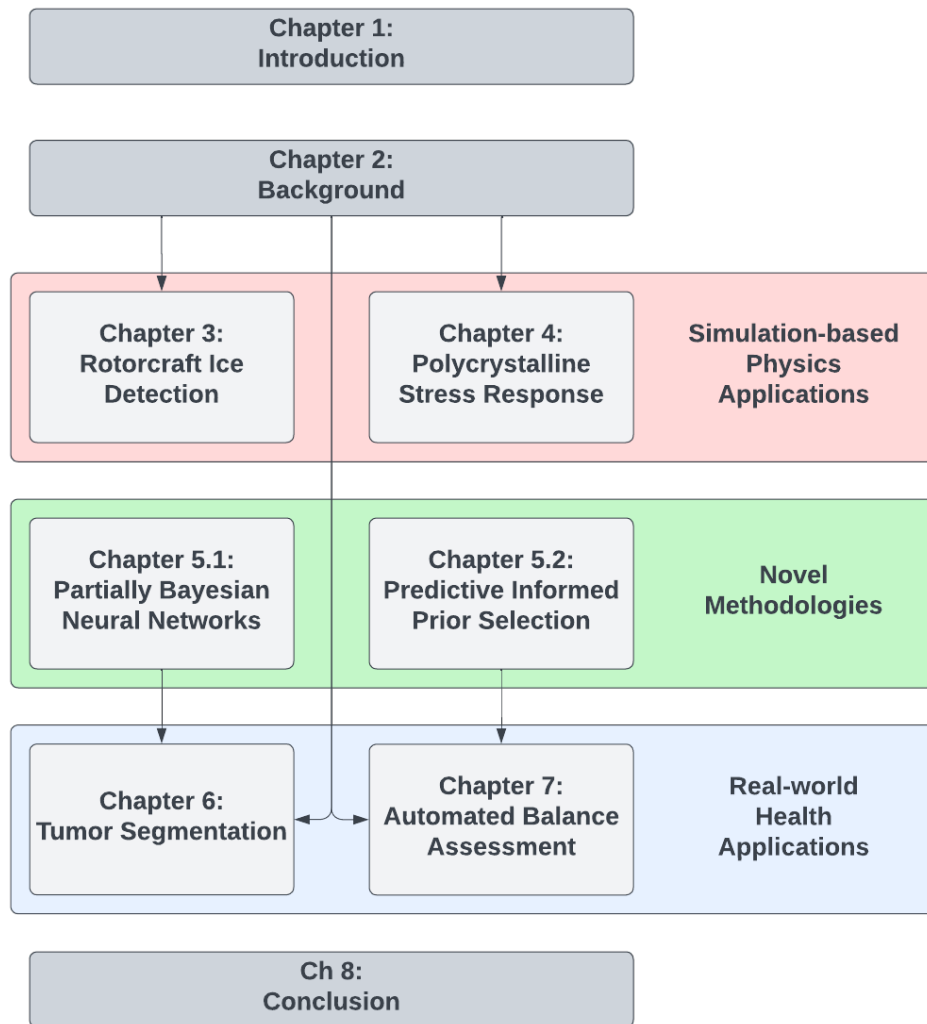 Chapter 1:
Introduction
Chapter 2:
Background
Chapter 3:
Rotorcraft Ice
Detection
Chapter 4:
Polycrystalline
Stress Response
Simulation-based
Physics
Applications
Chapter 5.1:
Partially Bayesian
Neural Networks
Chapter 5.2:
Predictive Informed
Prior Selection
Novel
Methodologies
Chapter 6:
Tumor Segmentation
Chapter 7:
Automated Balance
Assessment
Real-world
Health
Applications
Ch 8:
Conclusion